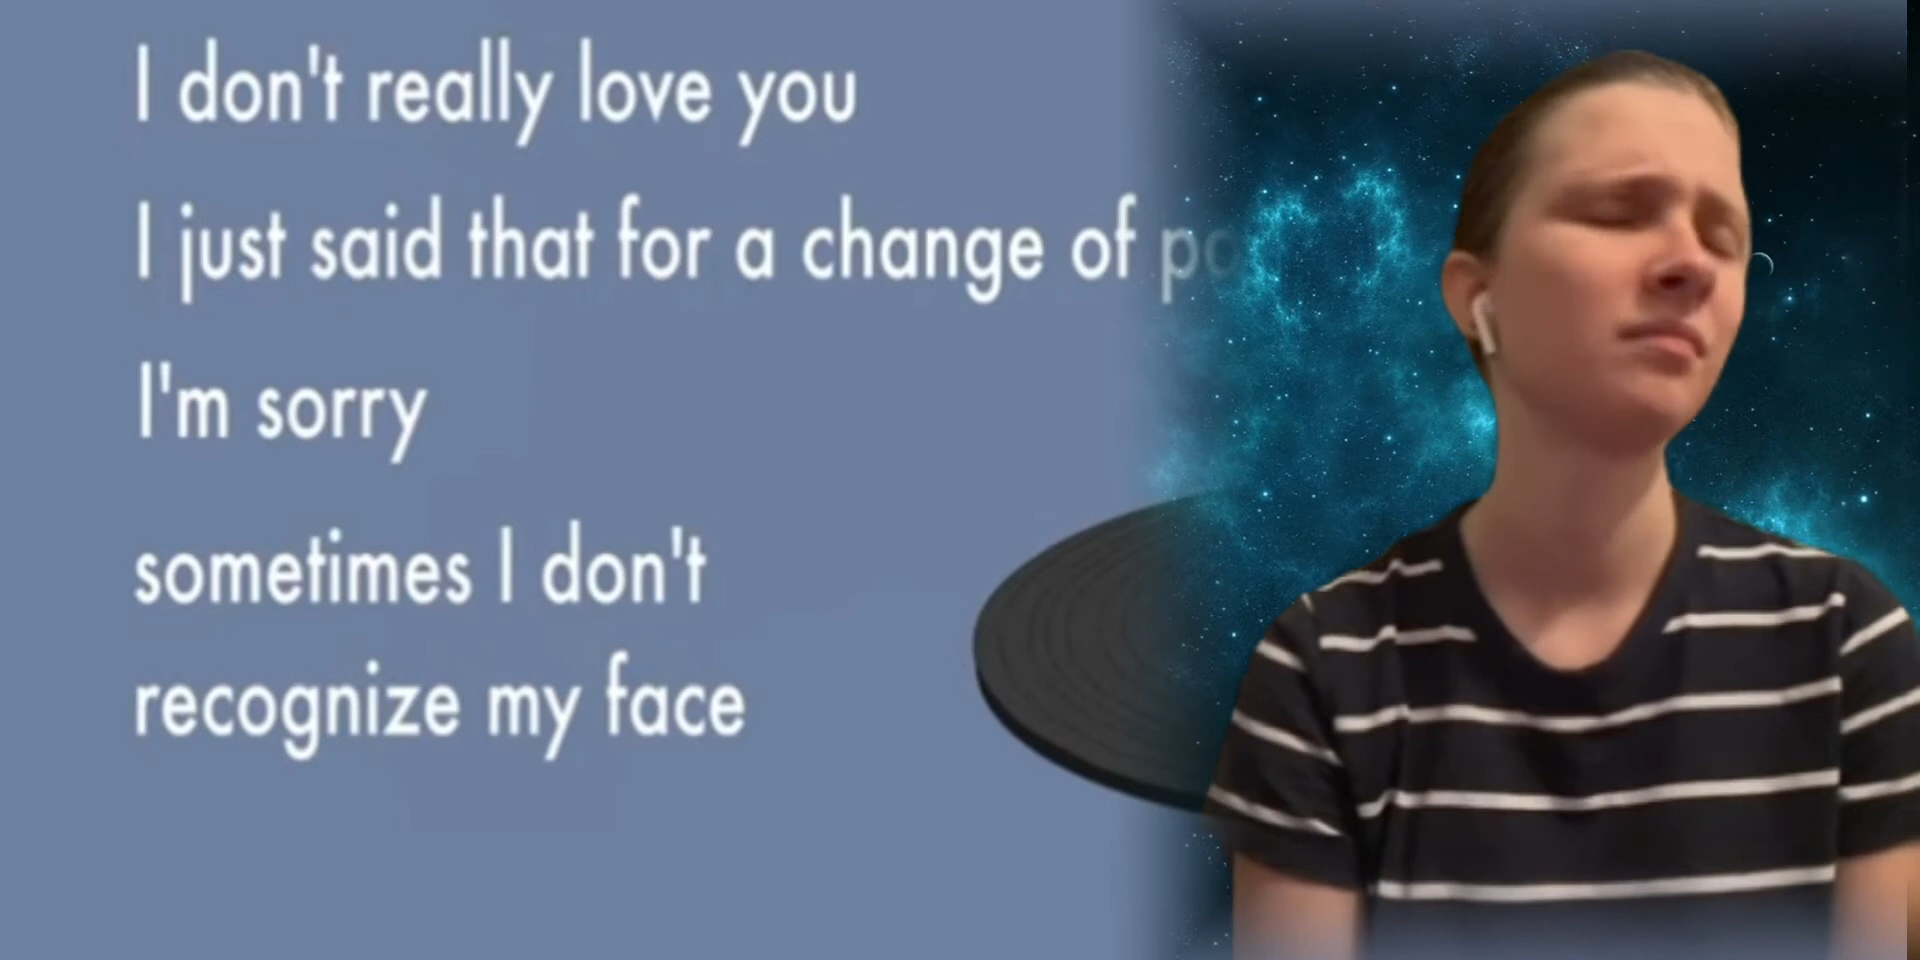 I don't really love you
I just said that for a change of
I'm sorry
sometimes I don't
recognize my face